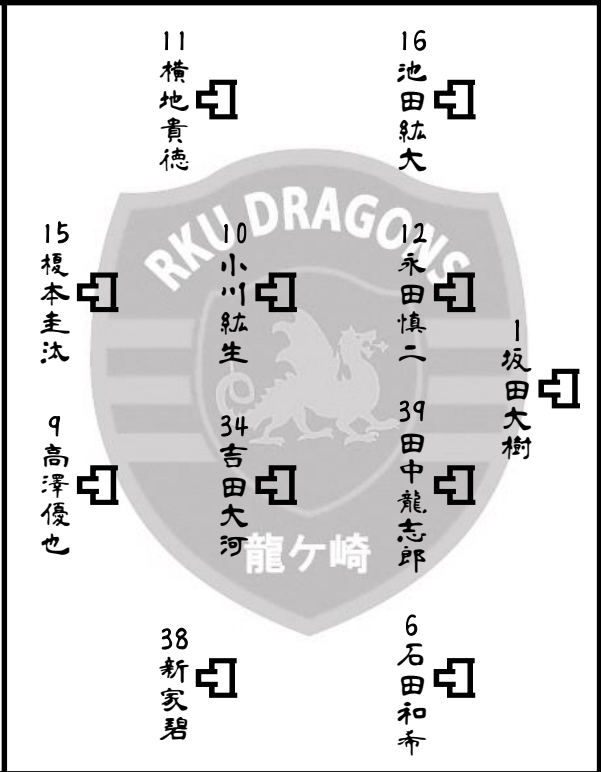 11
横地貴徳
16
池田紘大
RKU DRAGONS
15
榎本圭汰
10
小川紘生
12
永田慎二
1
坂田大樹
9
高澤優也
34
吉田大河
39
田中龍志郎
龍ケ崎
38
新家碧
6
石田和希